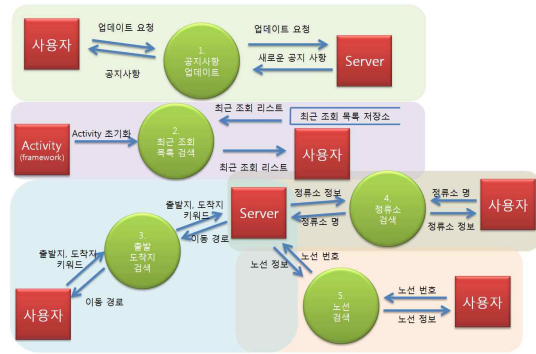 업데이트 요청
사용자
공지사항
1.
공지사항
업데이트
업데이트 요청
새로운 공지 사항
Server
최근 조회 리스트
최근 조회 목록 저장소
Activity
(framework)
Activity 초기화
2.
최근 조회
목록 검색
최근 조회 리스트
사용자
출발지, 도착지
키워드
이동 경로
Server
3.
출발
도착지
검색
출발지, 도착지
키워드
이동 경로
사용자
정류소 정보
정류소 명
4.
정류소
검색
정류소 명
정류소 정보
사용자
노선 번호
노선 정보
5.
노선
검색
노선 번호
노선 정보
사용자